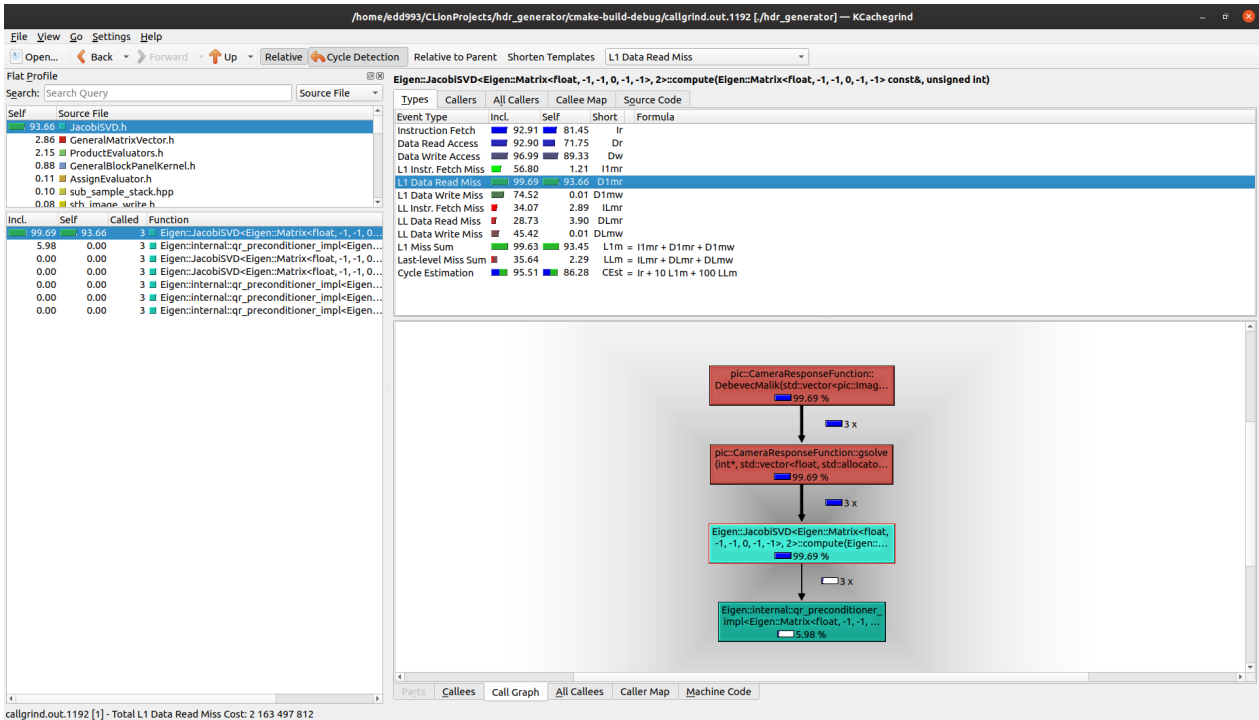 /home/edd993/CLionProjects/hdr_generator/cmake-build-debug/callgrind.out.1192 [./hdr_generator] — KCachegrind
File View Go Settings Help
Open... Back Forward Up Relative Cycle Detection Relative to Parent Shorten Templates L1 Data Read Miss
Flat Profile
Search: Search Query Source File
Self Source File
93.66 JacobiSVD.h
2.86 GeneralMatrixVector.h
2.15 ProductEvaluators.h
0.88 GeneralBlockPanelKernel.h
0.11 AssignEvaluator.h
0.10 sub_sample_stack.hpp
0.08 stb_image_write.h
Incl. Self Called Function
99.69 93.66 3 Eigen::JacobiSVD<Eigen::Matrix<float, -1, -1, 0...
5.98 0.00 3 Eigen::internal::qr_preconditioner_impl<Eigen...
0.00 0.00 3 Eigen::JacobiSVD<Eigen::Matrix<float, -1, -1, 0...
0.00 0.00 3 Eigen::JacobiSVD<Eigen::Matrix<float, -1, -1, 0...
0.00 0.00 3 Eigen::internal::qr_preconditioner_impl<Eigen...
0.00 0.00 3 Eigen::internal::qr_preconditioner_impl<Eigen...
0.00 0.00 3 Eigen::internal::qr_preconditioner_impl<Eigen...
Eigen::JacobiSVD<Eigen::Matrix<float, -1, -1, 0, -1, -1>, 2>::compute(Eigen::Matrix<float, -1, -1, 0, -1, -1> const&, unsigned int)
Types Callers All Callers Callee Map Source Code
Event Type Incl. Self Short Formula
Instruction Fetch 92.91 81.45 Ir
Data Read Access 92.90 71.75 Dr
Data Write Access 96.99 89.33 Dw
L1 Instr. Fetch Miss 56.80 1.21 I1mr
L1 Data Read Miss 99.69 93.66 D1mr
L1 Data Write Miss 74.52 0.01 D1mw
LL Instr. Fetch Miss 34.07 2.89 ILmr
LL Data Read Miss 28.73 3.90 DLmr
LL Data Write Miss 45.42 0.01 DLmw
L1 Miss Sum 99.63 93.45 L1m = I1mr + D1mr + D1mw
Last-level Miss Sum 35.64 2.29 LLm = ILmr + DLmr + DLmw
Cycle Estimation 95.51 86.28 CEst = Ir + 10 L1m + 100 LLm
pic::CameraResponseFunction::
DebevecMalik(std::vector<pic::Imag...
99.69 %
3 x
pic::CameraResponseFunction::gsolve
(int*, std::vector<float, std::allocato...
99.69 %
3 x
Eigen::JacobiSVD<Eigen::Matrix<float,
-1, -1, 0, -1, -1>, 2>::compute(Eigen::...
99.69 %
3 x
Eigen::internal::qr_preconditioner_
impl<Eigen::Matrix<float, -1, -1, ...
5.98 %
Parts Callees Call Graph All Callees Caller Map Machine Code
callgrind.out.1192 [1] - Total L1 Data Read Miss Cost: 2 163 497 812